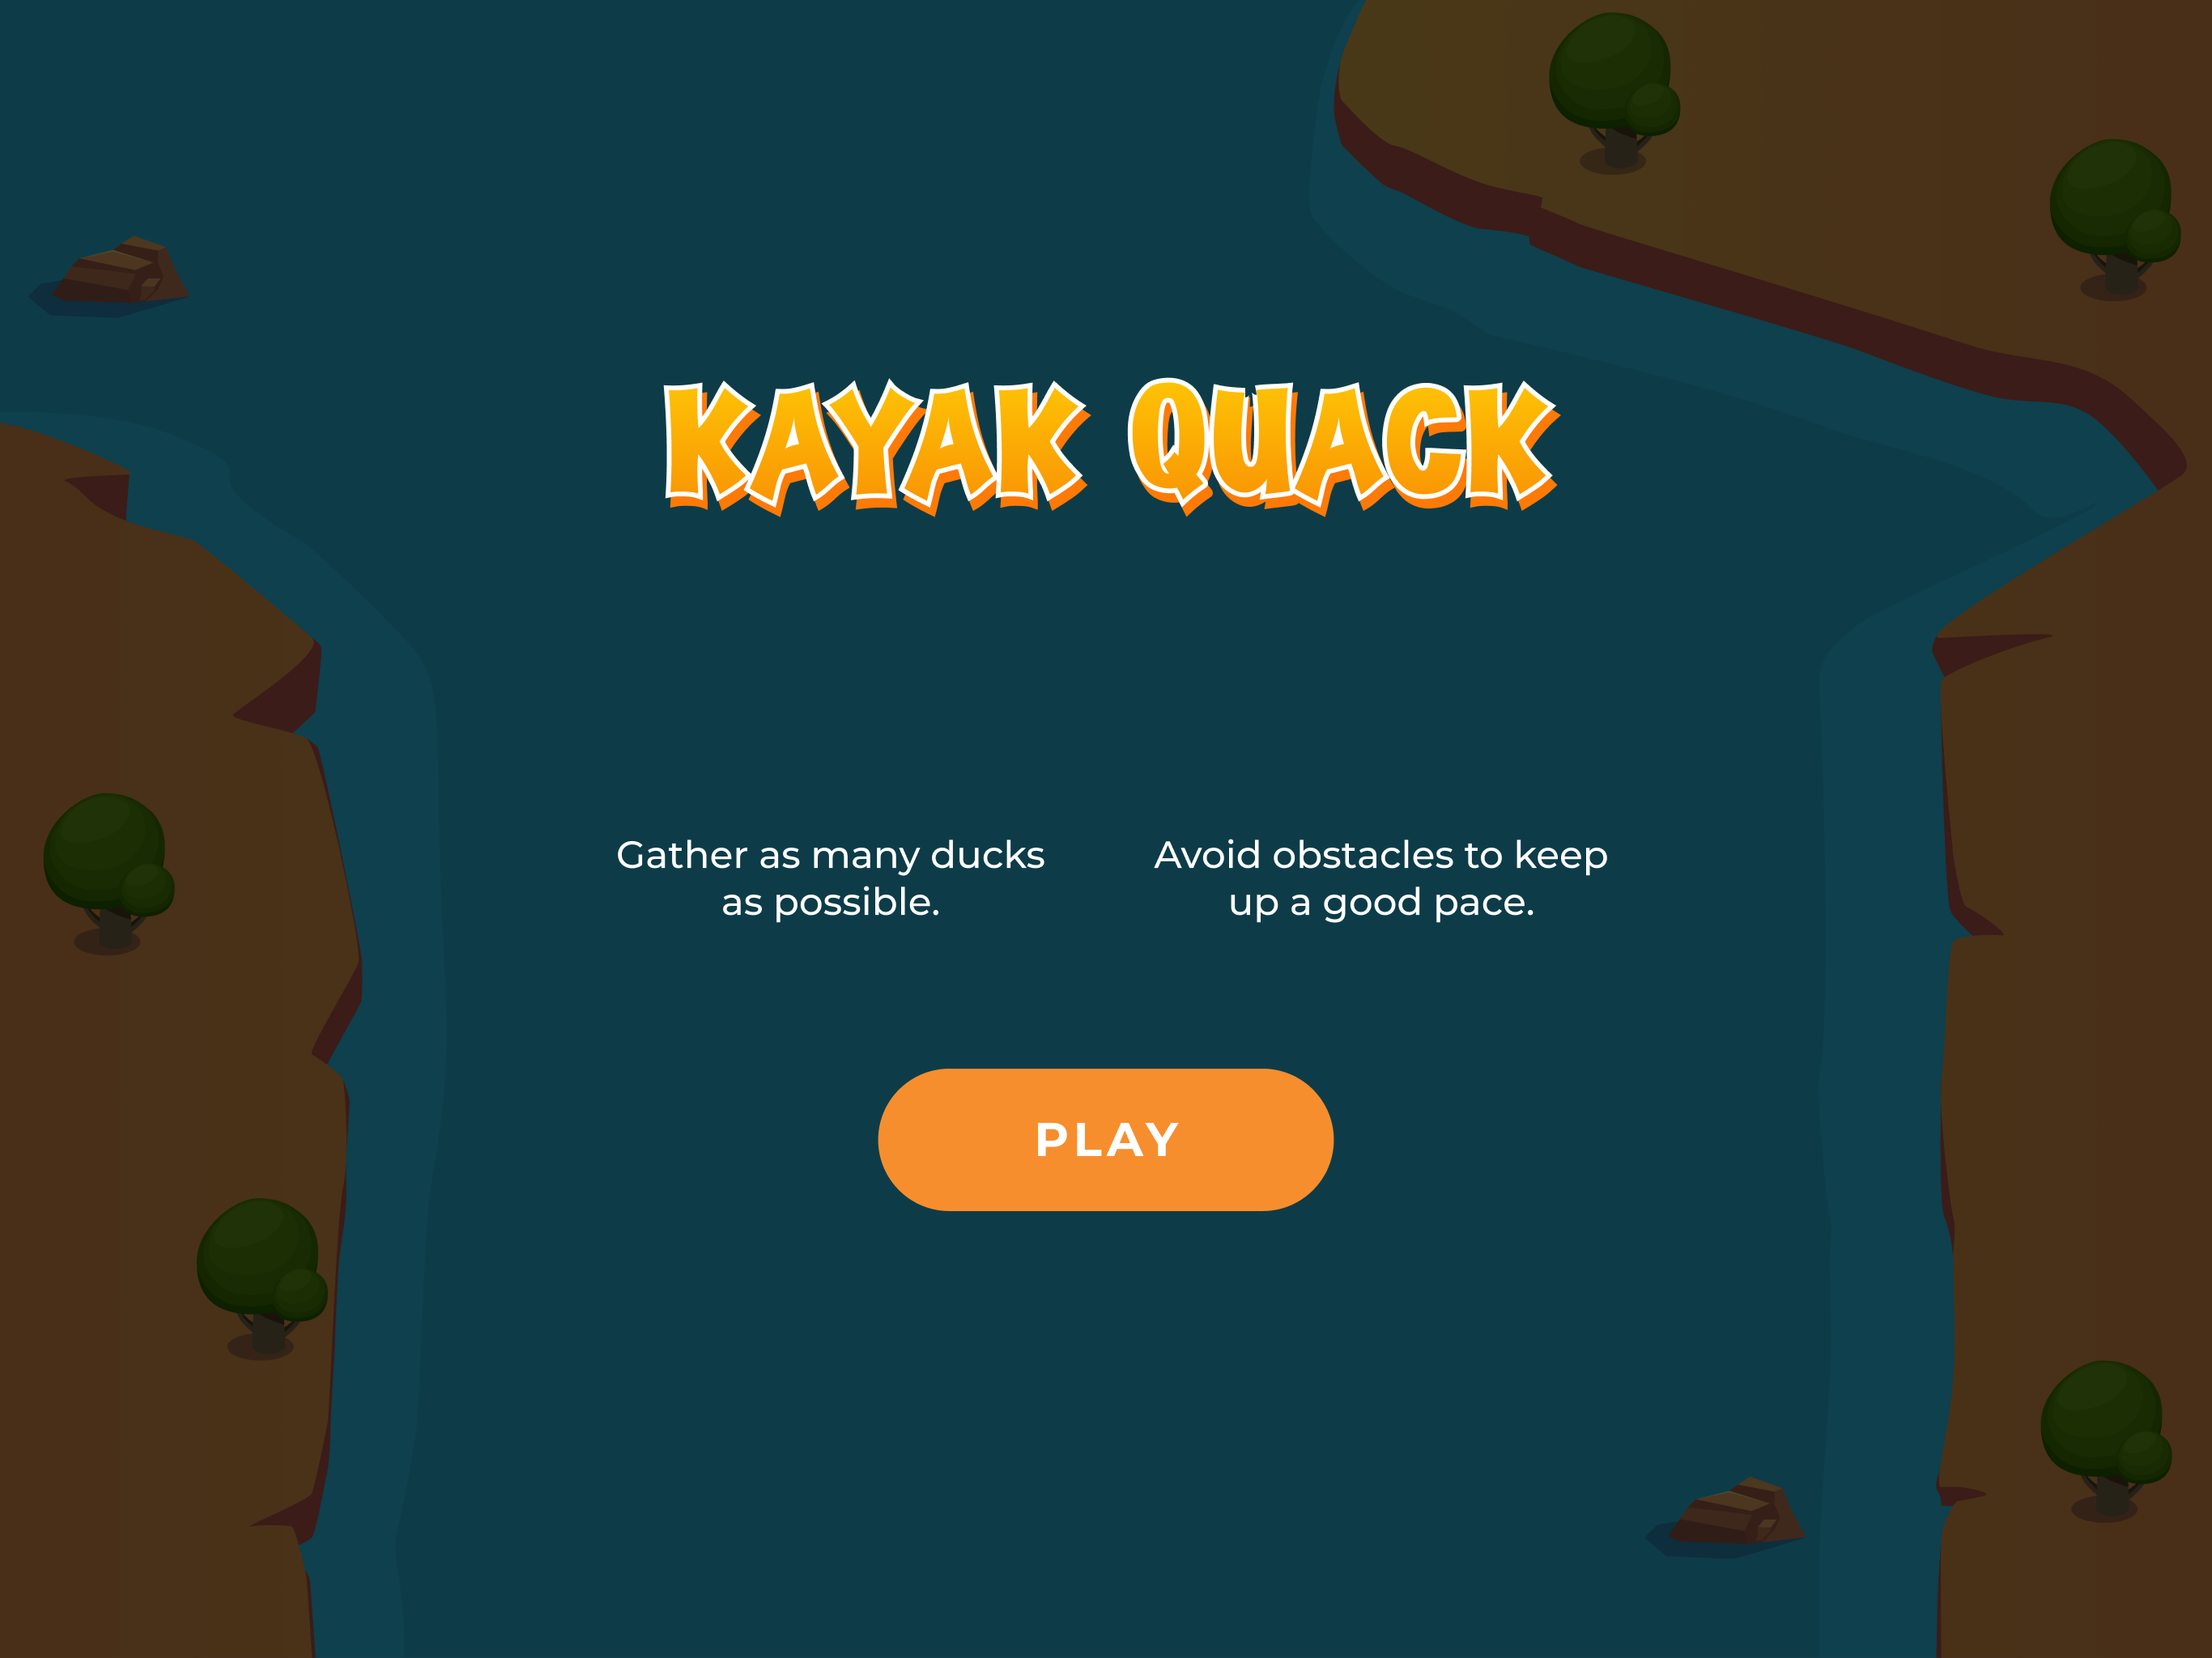 KAYAK QUACK
Gather as many ducks
as possible.
Avoid obstacles to keep
up a good pace.
PLAY